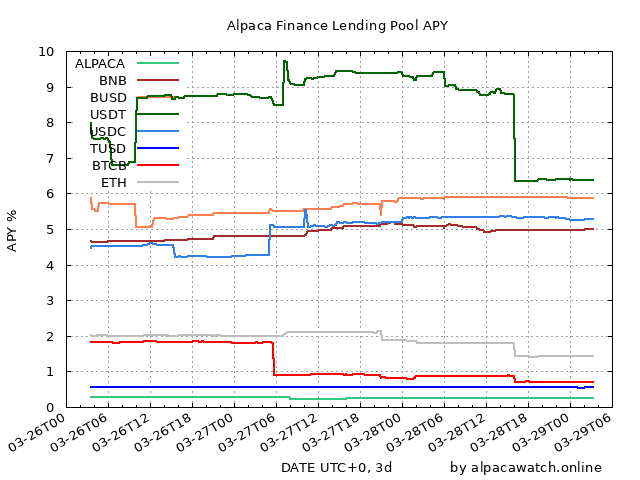 Alpaca Finance Lending Pool APY
APY %
10
9
8
7
6
5
4
3
2
1
0
ALPACA
BNB
BUSD
USDT
USDC
TUSD
BTCB
ETH
03-26T00
03-26T06
03-26T12
03-26T18
03-27T00
03-27T06
03-27T12
03-27T18
03-28T00
03-28T06
03-28T12
03-28T18
03-29T00
03-29T06
DATE UTC+0, 3d
by alpacawatch.online